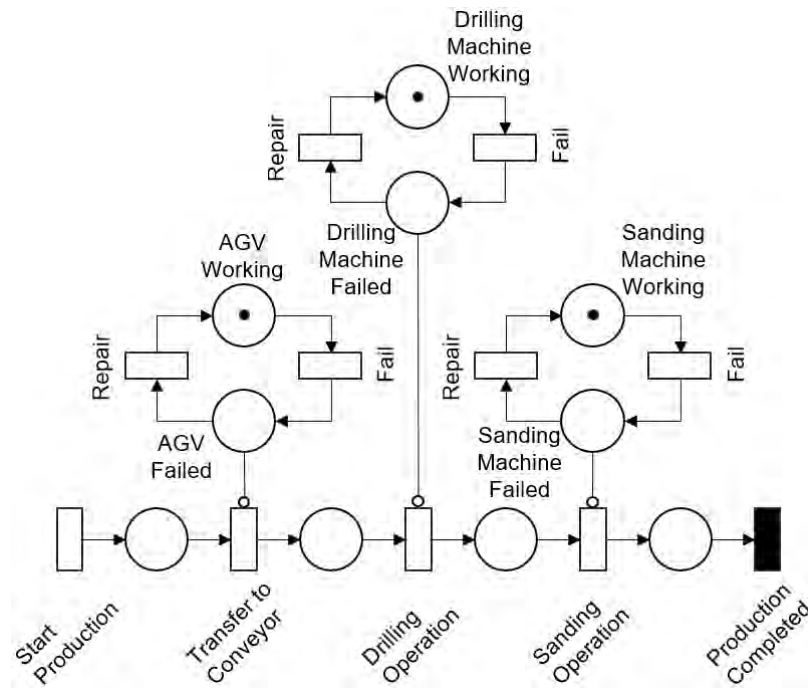 Drilling
Machine
Working
Repair
Fail
Drilling
Machine
Failed
AGV
Working
Repair
Fail
AGV
Failed
Sanding
Machine
Working
Repair
Fail
Sanding
Machine
Failed
Start
Production
Transfer to
Conveyor
Drilling
Operation
Sanding
Operation
Production
Completed